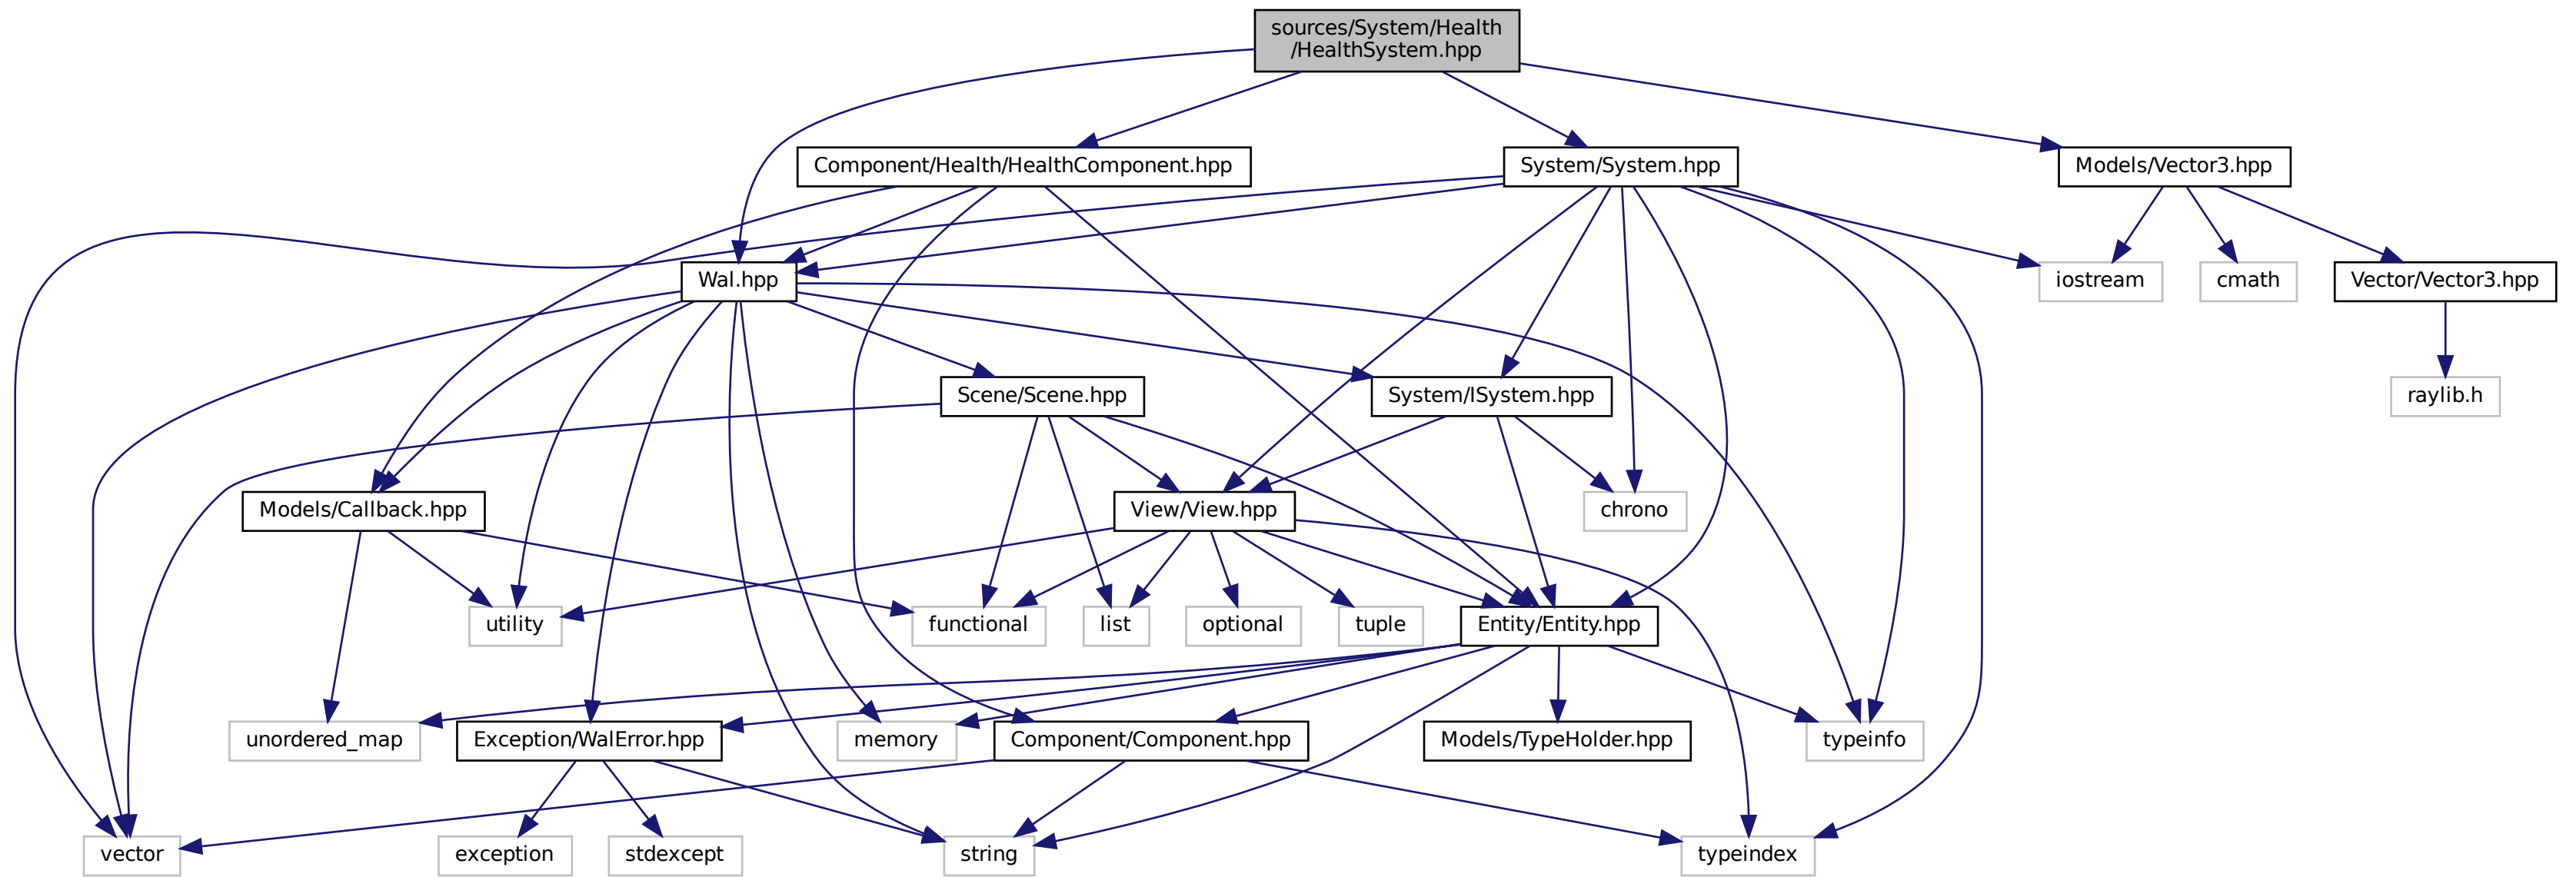 sources/System/Health
/HealthSystem.hpp
Component/Health/HealthComponent.hpp
System/System.hpp
Models/Vector3.hpp
Wal.hpp
iostream
cmath
Vector/Vector3.hpp
Scene/Scene.hpp
System/ISystem.hpp
raylib.h
Models/Callback.hpp
View/View.hpp
chrono
utility
functional
list
optional
tuple
Entity/Entity.hpp
unordered_map
Exception/WalError.hpp
memory
Component/Component.hpp
Models/TypeHolder.hpp
typeinfo
vector
exception
stdexcept
string
typeindex